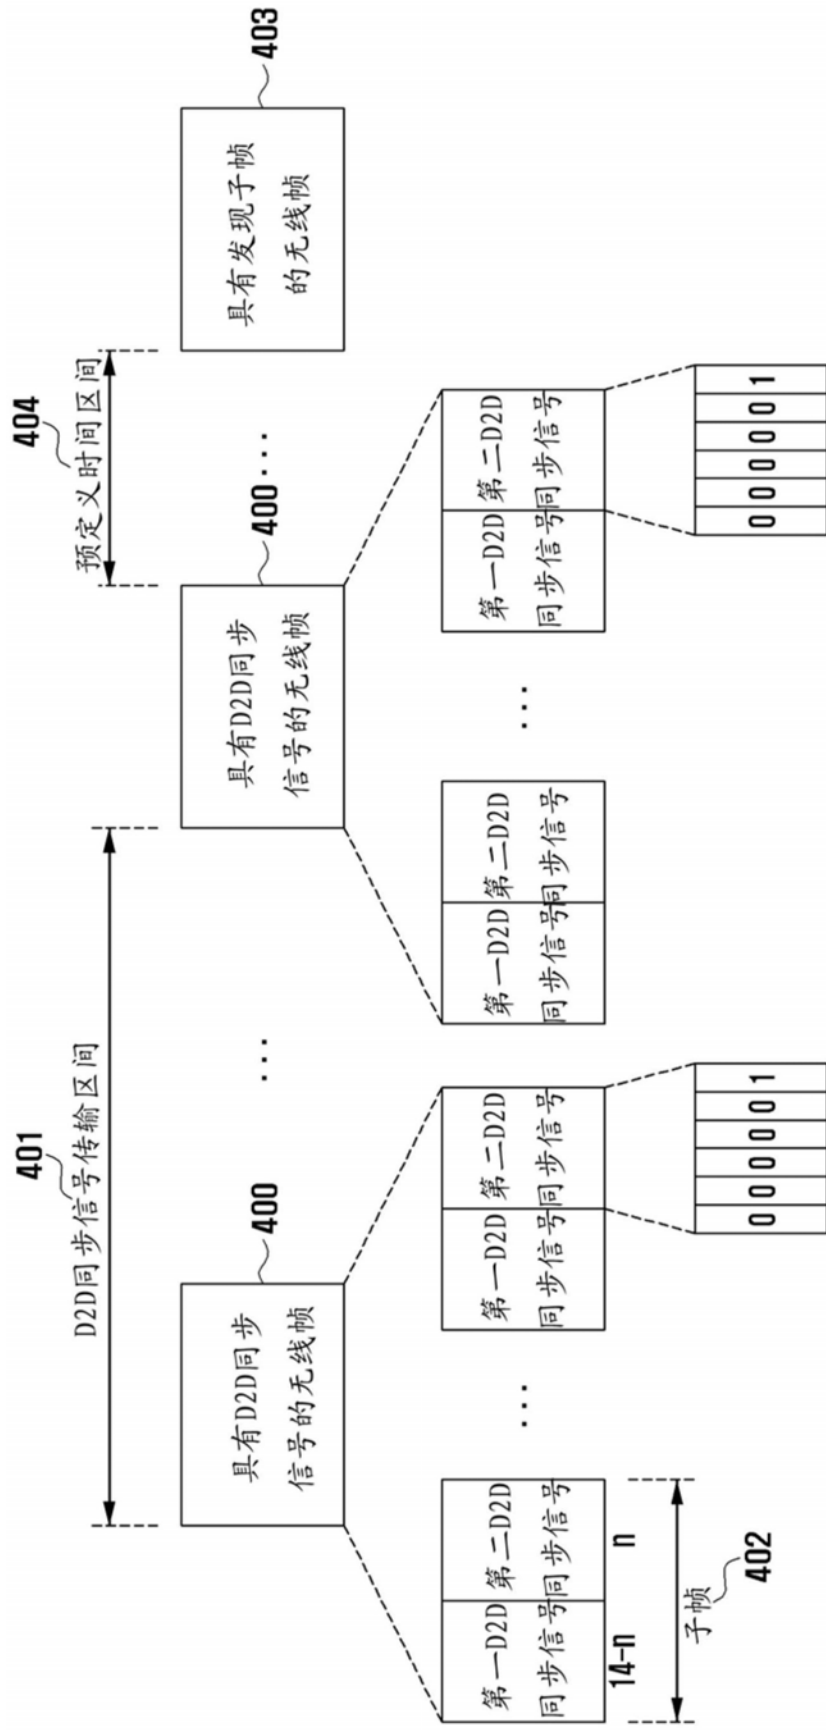 401
D2D同步信号传输区间
404
预定义时间区间
具有D2D同步
信号的无线帧
400
...
具有D2D同步
信号的无线帧
400
...
具有发现子帧
的无线帧
403
第一D2D
同步信号
第二D2D
同步信号
14-n
n
子帧
402
...
第一D2D
同步信号
第二D2D
同步信号
0 0 0 0 0 1
第一D2D
同步信号
第二D2D
同步信号
...
第一D2D
同步信号
第二D2D
同步信号
0 0 0 0 0 1